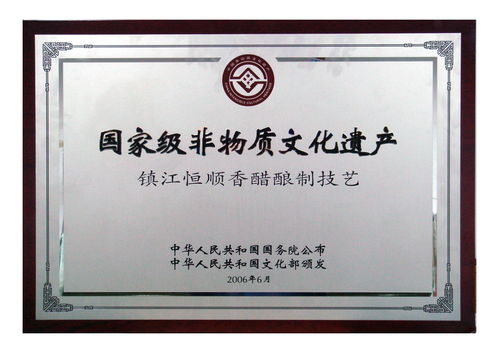 国家级非物质文化遗产
镇江恒顺香醋酿制技艺
中华人民共和国国务院公布
中华人民共和国文化部颁发
2006年6月